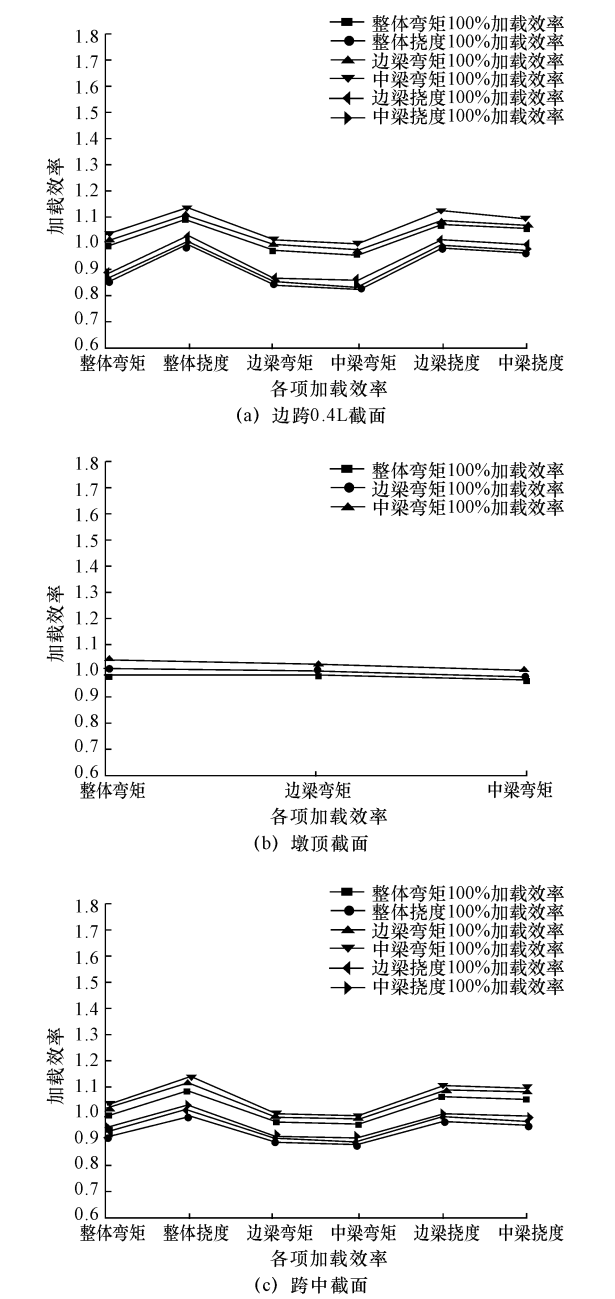 整体弯矩100%加载效率
整体挠度100%加载效率
边梁弯矩100%加载效率
中梁弯矩100%加载效率
边梁挠度100%加载效率
中梁挠度100%加载效率
1.8
1.7
1.6
1.5
1.4
1.3
1.2
1.1
1.0
0.9
0.8
0.7
0.6
加载效率
整体弯矩 整体挠度 边梁弯矩 中梁弯矩 边梁挠度 中梁挠度
各项加载效率
(a) 边跨0.4L截面
整体弯矩100%加载效率
边梁弯矩100%加载效率
中梁弯矩100%加载效率
1.8
1.7
1.6
1.5
1.4
1.3
1.2
1.1
1.0
0.9
0.8
0.7
0.6
加载效率
整体弯矩 边梁弯矩 中梁弯矩
各项加载效率
(b) 墩顶截面
整体弯矩100%加载效率
整体挠度100%加载效率
边梁弯矩100%加载效率
中梁弯矩100%加载效率
边梁挠度100%加载效率
中梁挠度100%加载效率
1.8
1.7
1.6
1.5
1.4
1.3
1.2
1.1
1.0
0.9
0.8
0.7
0.6
加载效率
整体弯矩 整体挠度 边梁弯矩 中梁弯矩 边梁挠度 中梁挠度
各项加载效率
(c) 跨中截面